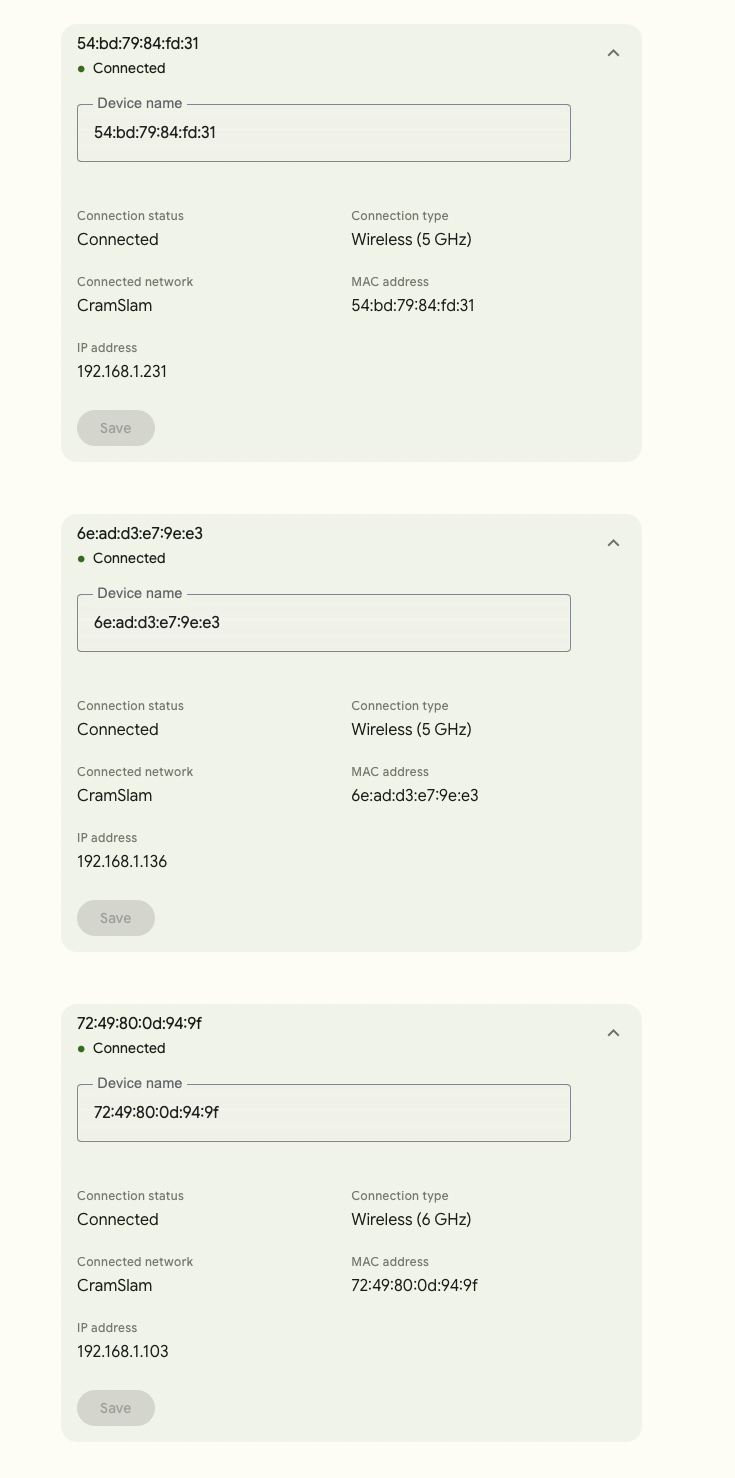 54:bd:79:84:fd:31
Connected
Device name
54:bd:79:84:fd:31
Connection status Connection type
Connected Wireless (5 GHz)
Connected network MAC address
CramSlam 54:bd:79:84:fd:31
IP address
192.168.1.231
Save
6e:ad:d3:e7:9e:e3
Connected
Device name
6e:ad:d3:e7:9e:e3
Connection status Connection type
Connected Wireless (5 GHz)
Connected network MAC address
CramSlam 6e:ad:d3:e7:9e:e3
IP address
192.168.1.136
Save
72:49:80:0d:94:9f
Connected
Device name
72:49:80:0d:94:9f
Connection status Connection type
Connected Wireless (6 GHz)
Connected network MAC address
CramSlam 72:49:80:0d:94:9f
IP address
192.168.1.103
Save